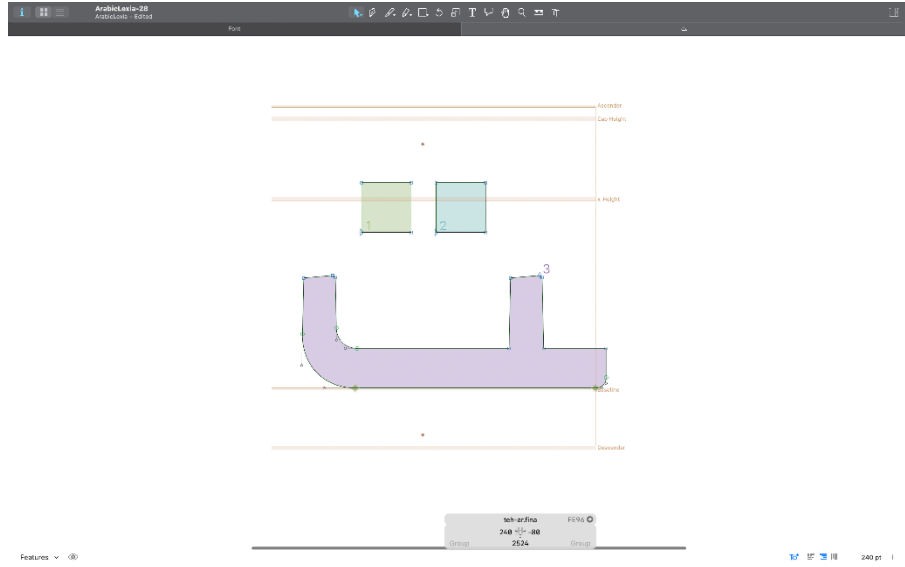 ArabicLexia-28
ArabicLexia - Edited
Font
Ascender
Cap Height
x Height
1
2
3
Baseline
Descender
teh-ar.fina FE96
240 -80
Group 2524 Group
Features
240 pt